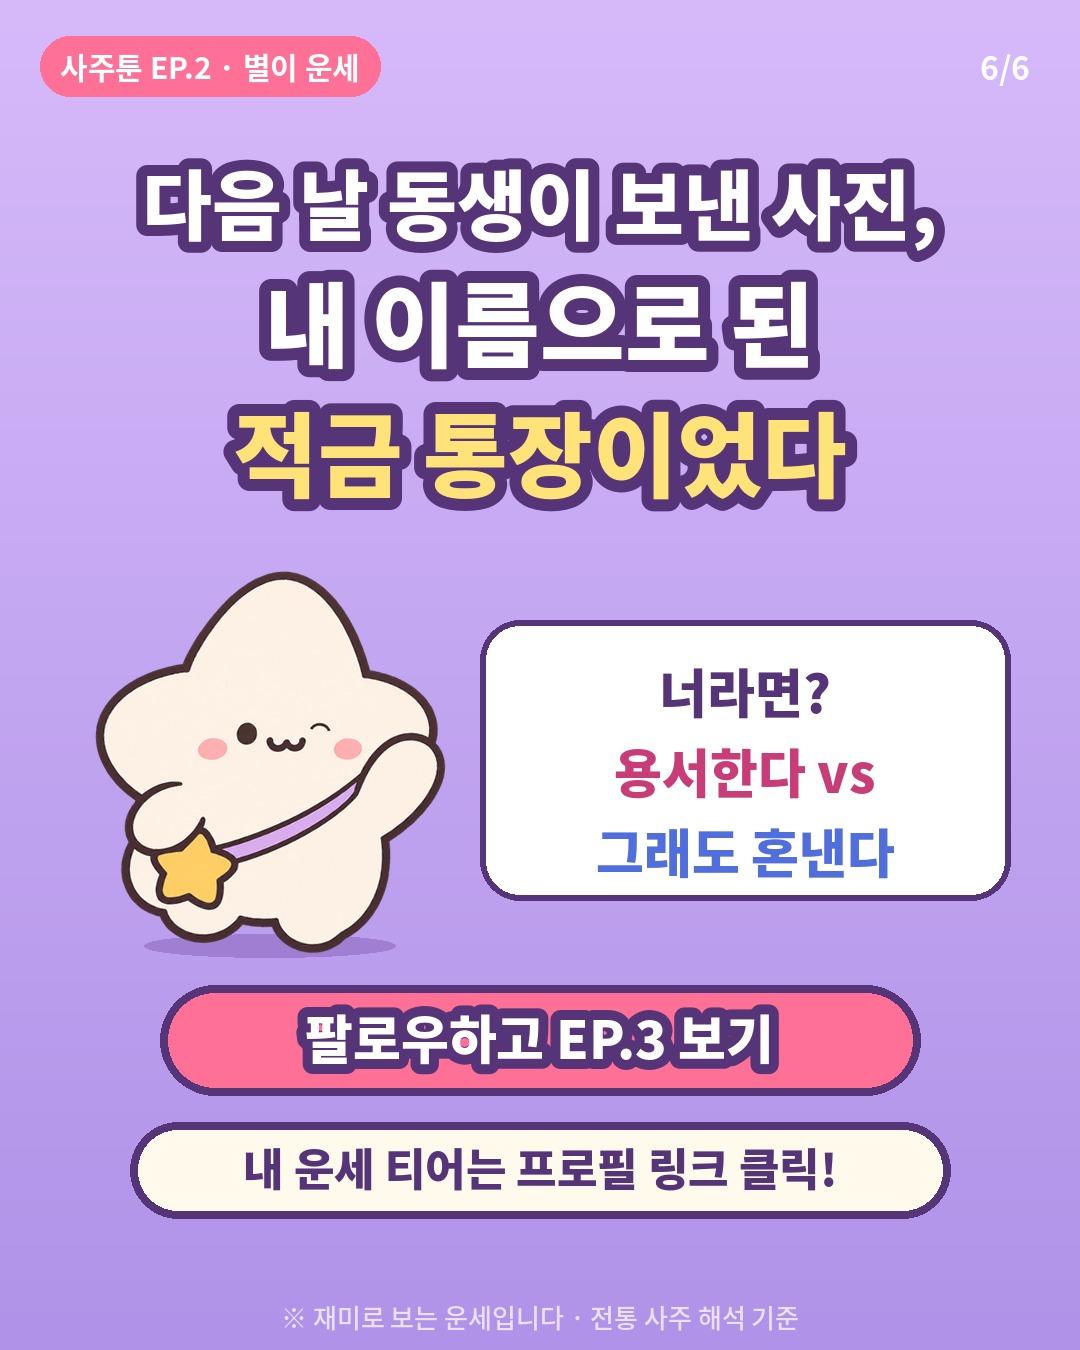 사주툰 EP.2 · 별이 운세
6/6
다음 날 동생이 보낸 사진,
내 이름으로 된
적금 통장이었다
너라면?
용서한다 vs
그래도 혼낸다
팔로우하고 EP.3 보기
내 운세 티어는 프로필 링크 클릭!
※ 재미로 보는 운세입니다 · 전통 사주 해석 기준